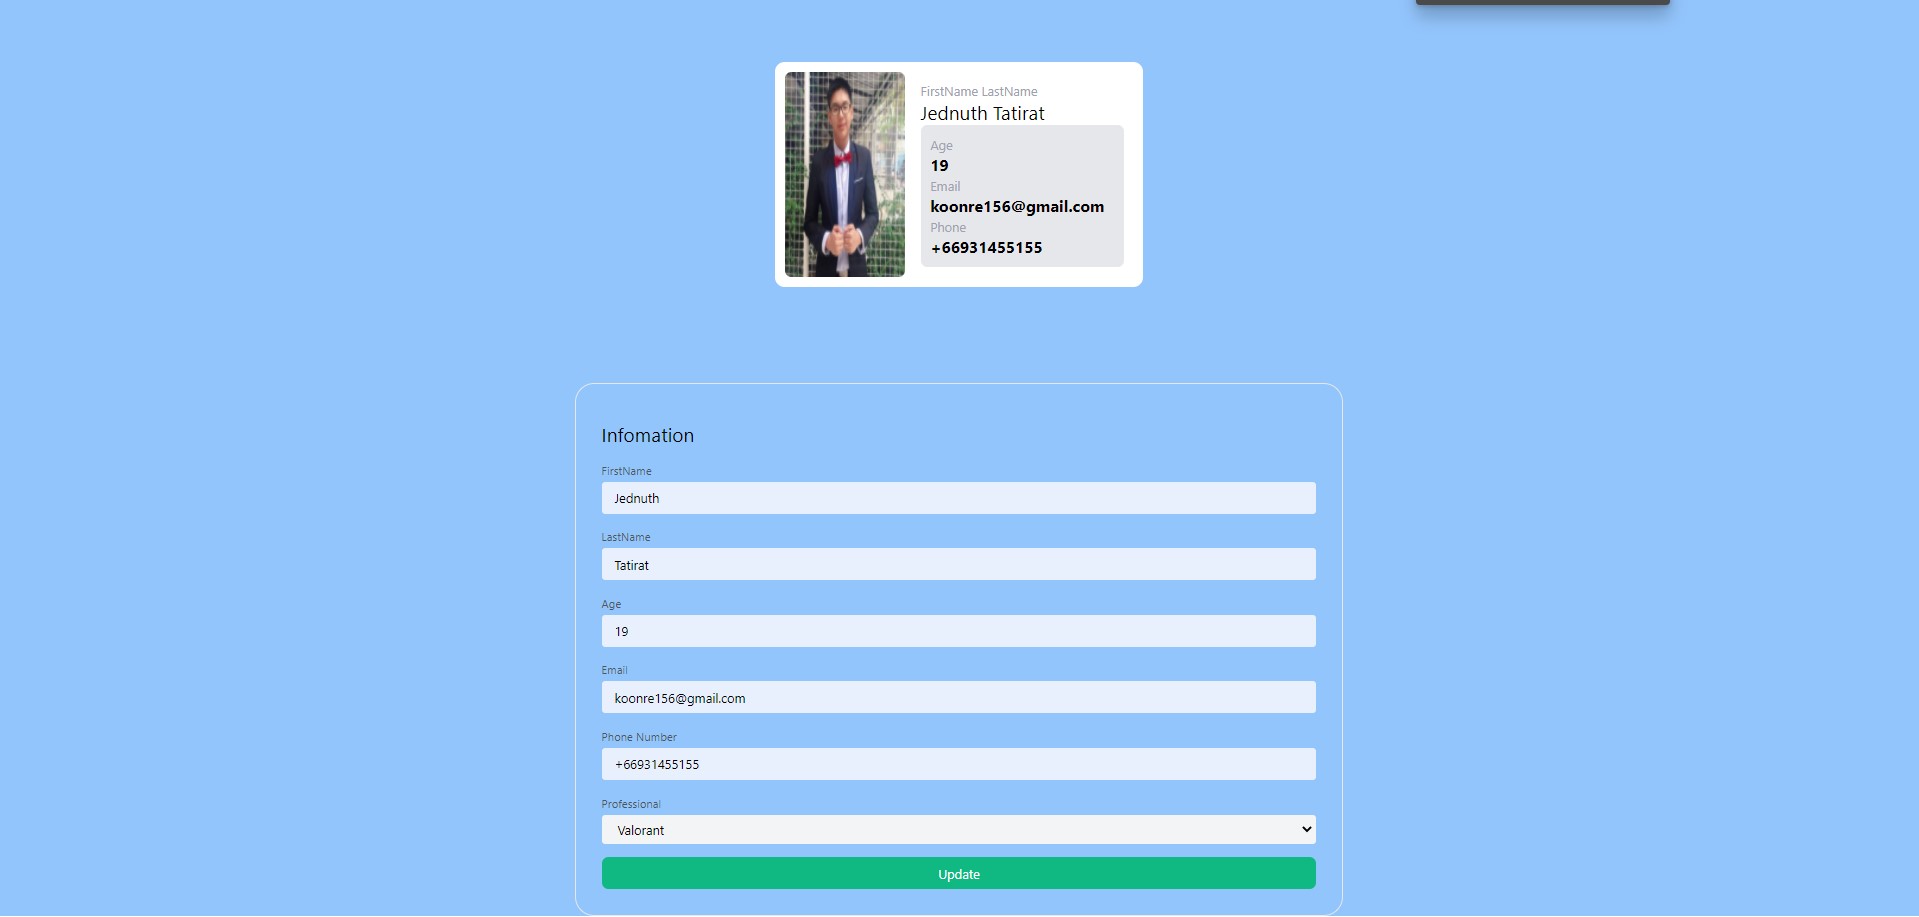 FirstName LastName
Jednuth Tatirat
Age
19
Email
koonre156@gmail.com
Phone
+66931455155
Infomation
FirstName
Jednuth
LastName
Tatirat
Age
19
Email
koonre156@gmail.com
Phone Number
+66931455155
Professional
Valorant
Update